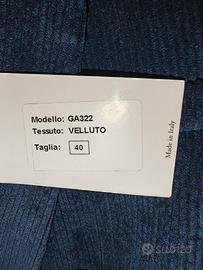 Modello: GA322
Tessuto: VELLUTO
Taglia: 40
Made in Italy
subito